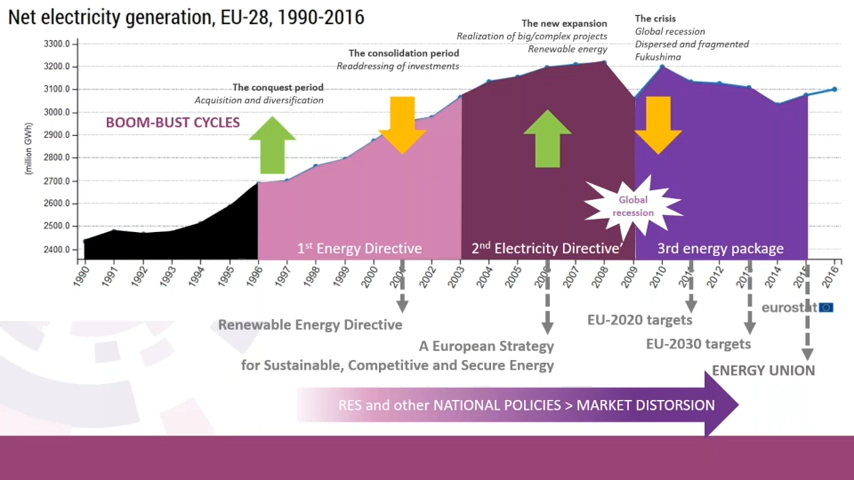 Net electricity generation, EU-28, 1990-2016
The new expansion
Realization of big/complex projects
Renewable energy
The crisis
Global recession
Dispersed and fragmented
Fukushima
The consolidation period
Readdressing of investments
The conquest period
Acquisition and diversification
BOOM-BUST CYCLES
(million GWh)
3300.0
3200.0
3100.0
3000.0
2900.0
2800.0
2700.0
2600.0
2500.0
2400.0
Global
recession
1st Energy Directive
2nd Electricity Directive'
3rd energy package
1990
1991
1992
1993
1994
1995
1996
1997
1998
1999
2000
2001
2002
2003
2004
2005
2006
2007
2008
2009
2010
2011
2012
2013
2014
2015
2016
eurostat
Renewable Energy Directive
A European Strategy
for Sustainable, Competitive and Secure Energy
EU-2020 targets
EU-2030 targets
ENERGY UNION
RES and other NATIONAL POLICIES > MARKET DISTORSION